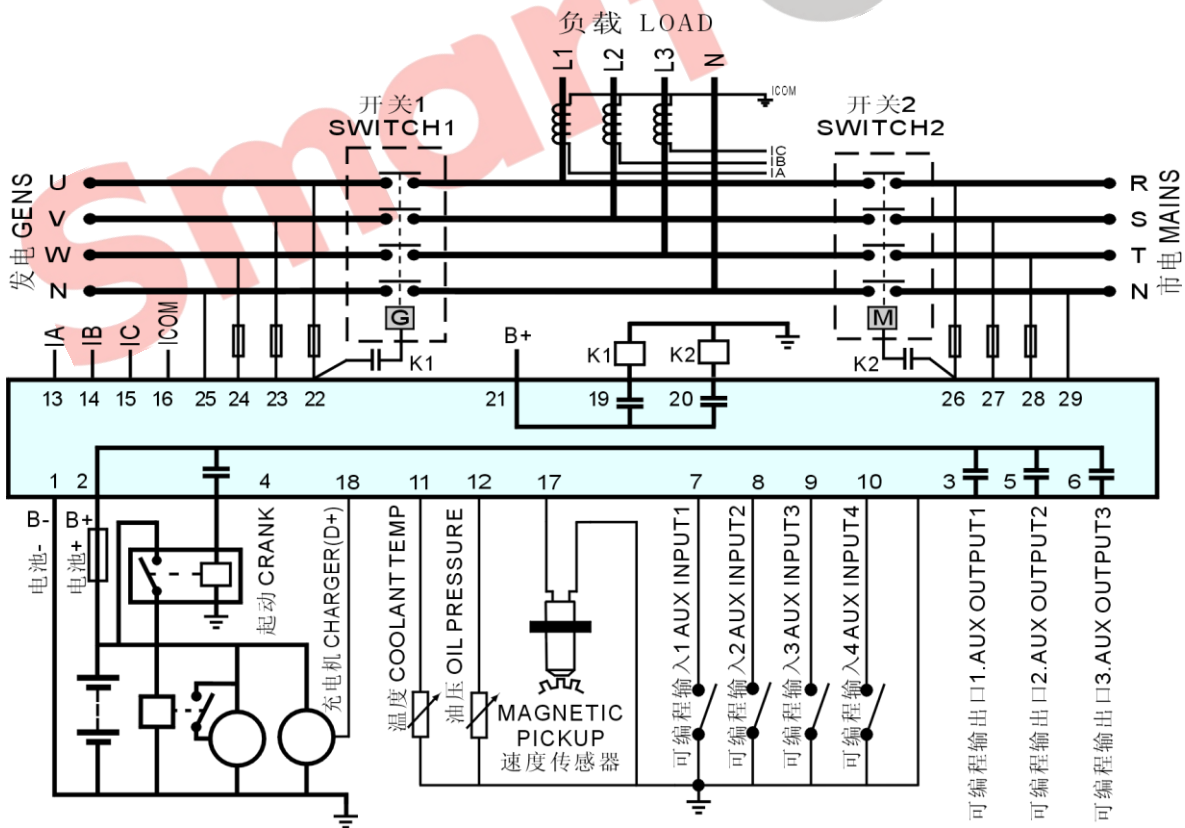 Smart
负载 LOAD
L1
L2
L3
N
ICOM
IC
IB
IA
开关1
SWITCH1
开关2
SWITCH2
发电 GENS
U
V
W
N
R
S
T
N
市电 MAINS
G
M
K1
K2
IA
IB
IC
ICOM
B+
K1
K2
13 14 15 16 25 24 23 22 21 19 20 26 27 28 29
1 2 4 18 11 12 17 7 8 9 10 3 5 6
B-
电池-
B+
电池+
起动 CRANK
充电机 CHARGER(D+)
温度 COOLANT TEMP
油压 OIL PRESSURE
MAGNETIC
PICKUP
速度传感器
可编程输入1 AUX INPUT1
可编程输入2 AUX INPUT2
可编程输入3 AUX INPUT3
可编程输入4 AUX INPUT4
可编程输出口1.AUX OUTPUT1
可编程输出口2.AUX OUTPUT2
可编程输出口3.AUX OUTPUT3